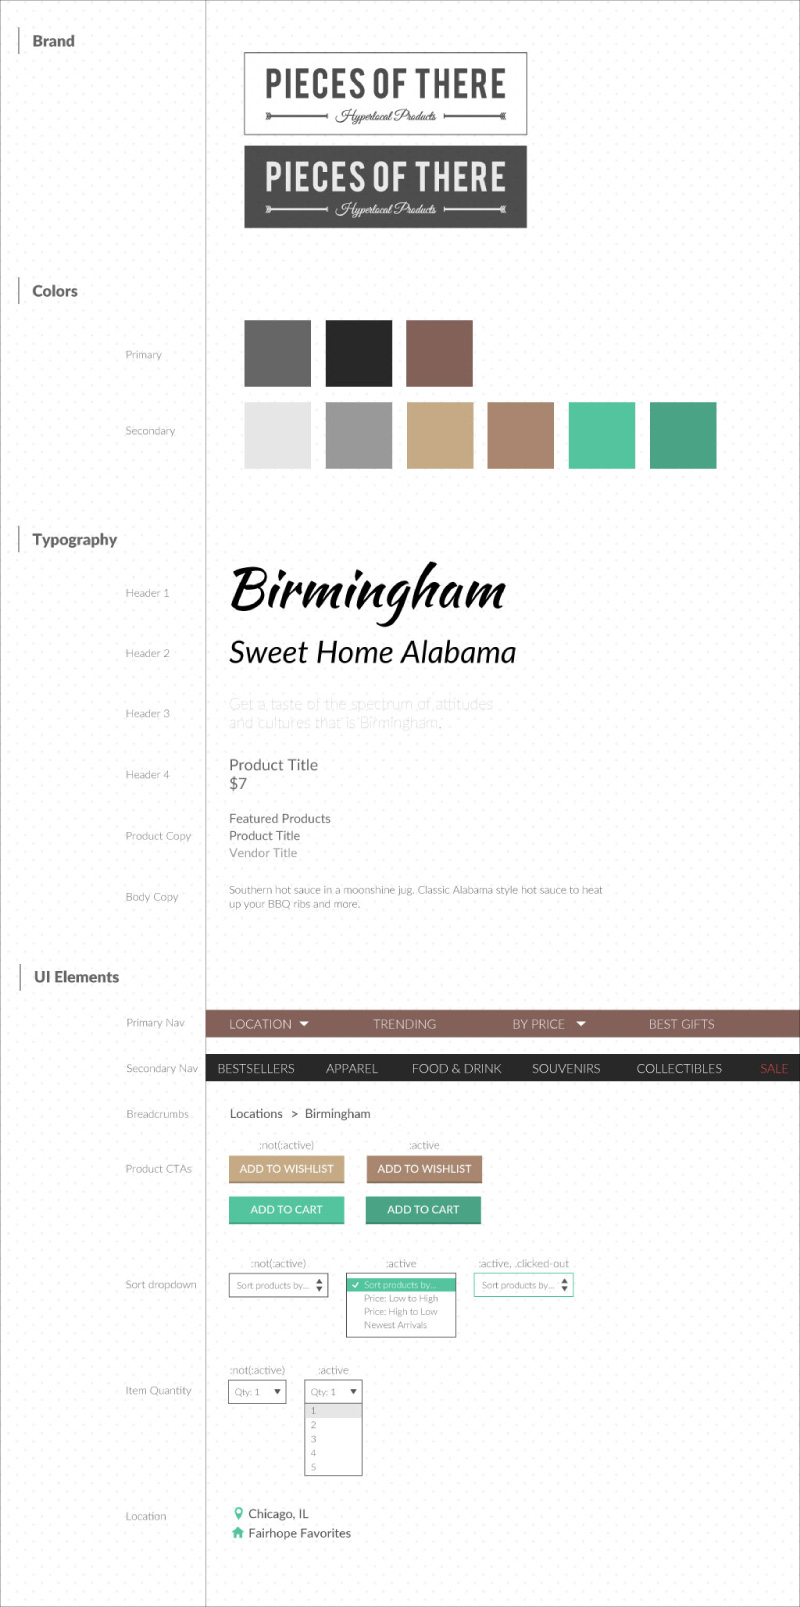 Brand
PIECES OF THERE
Hyperlocal Products
PIECES OF THERE
Hyperlocal Products
Colors
Primary
Secondary
Typography
Header 1
Birmingham
Header 2
Sweet Home Alabama
Header 3
Get a taste of the spectrum of attitudes
and cultures that is Birmingham.
Header 4
Product Title
$7
Product Copy
Featured Products
Product Title
Vendor Title
Body Copy
Southern hot sauce in a moonshine jug. Classic Alabama style hot sauce to heat
up your BBQ ribs and more.
UI Elements
Primary Nav
LOCATION TRENDING BY PRICE BEST GIFTS
Secondary Nav
BESTSELLERS APPAREL FOOD & DRINK SOUVENIRS COLLECTIBLES SALE
Breadcrumbs
Locations > Birmingham
Product CTAs
:not(:active) :active
ADD TO WISHLIST ADD TO WISHLIST
ADD TO CART ADD TO CART
Sort dropdown
:not(:active) :active :active, .clicked-out
Sort products by... Sort products by... Sort products by...
Price: Low to High
Price: High to Low
Newest Arrivals
Item Quantity
:not(:active) :active
Qty: 1 Qty: 1
1
2
3
4
5
Location
Chicago, IL
Fairhope Favorites